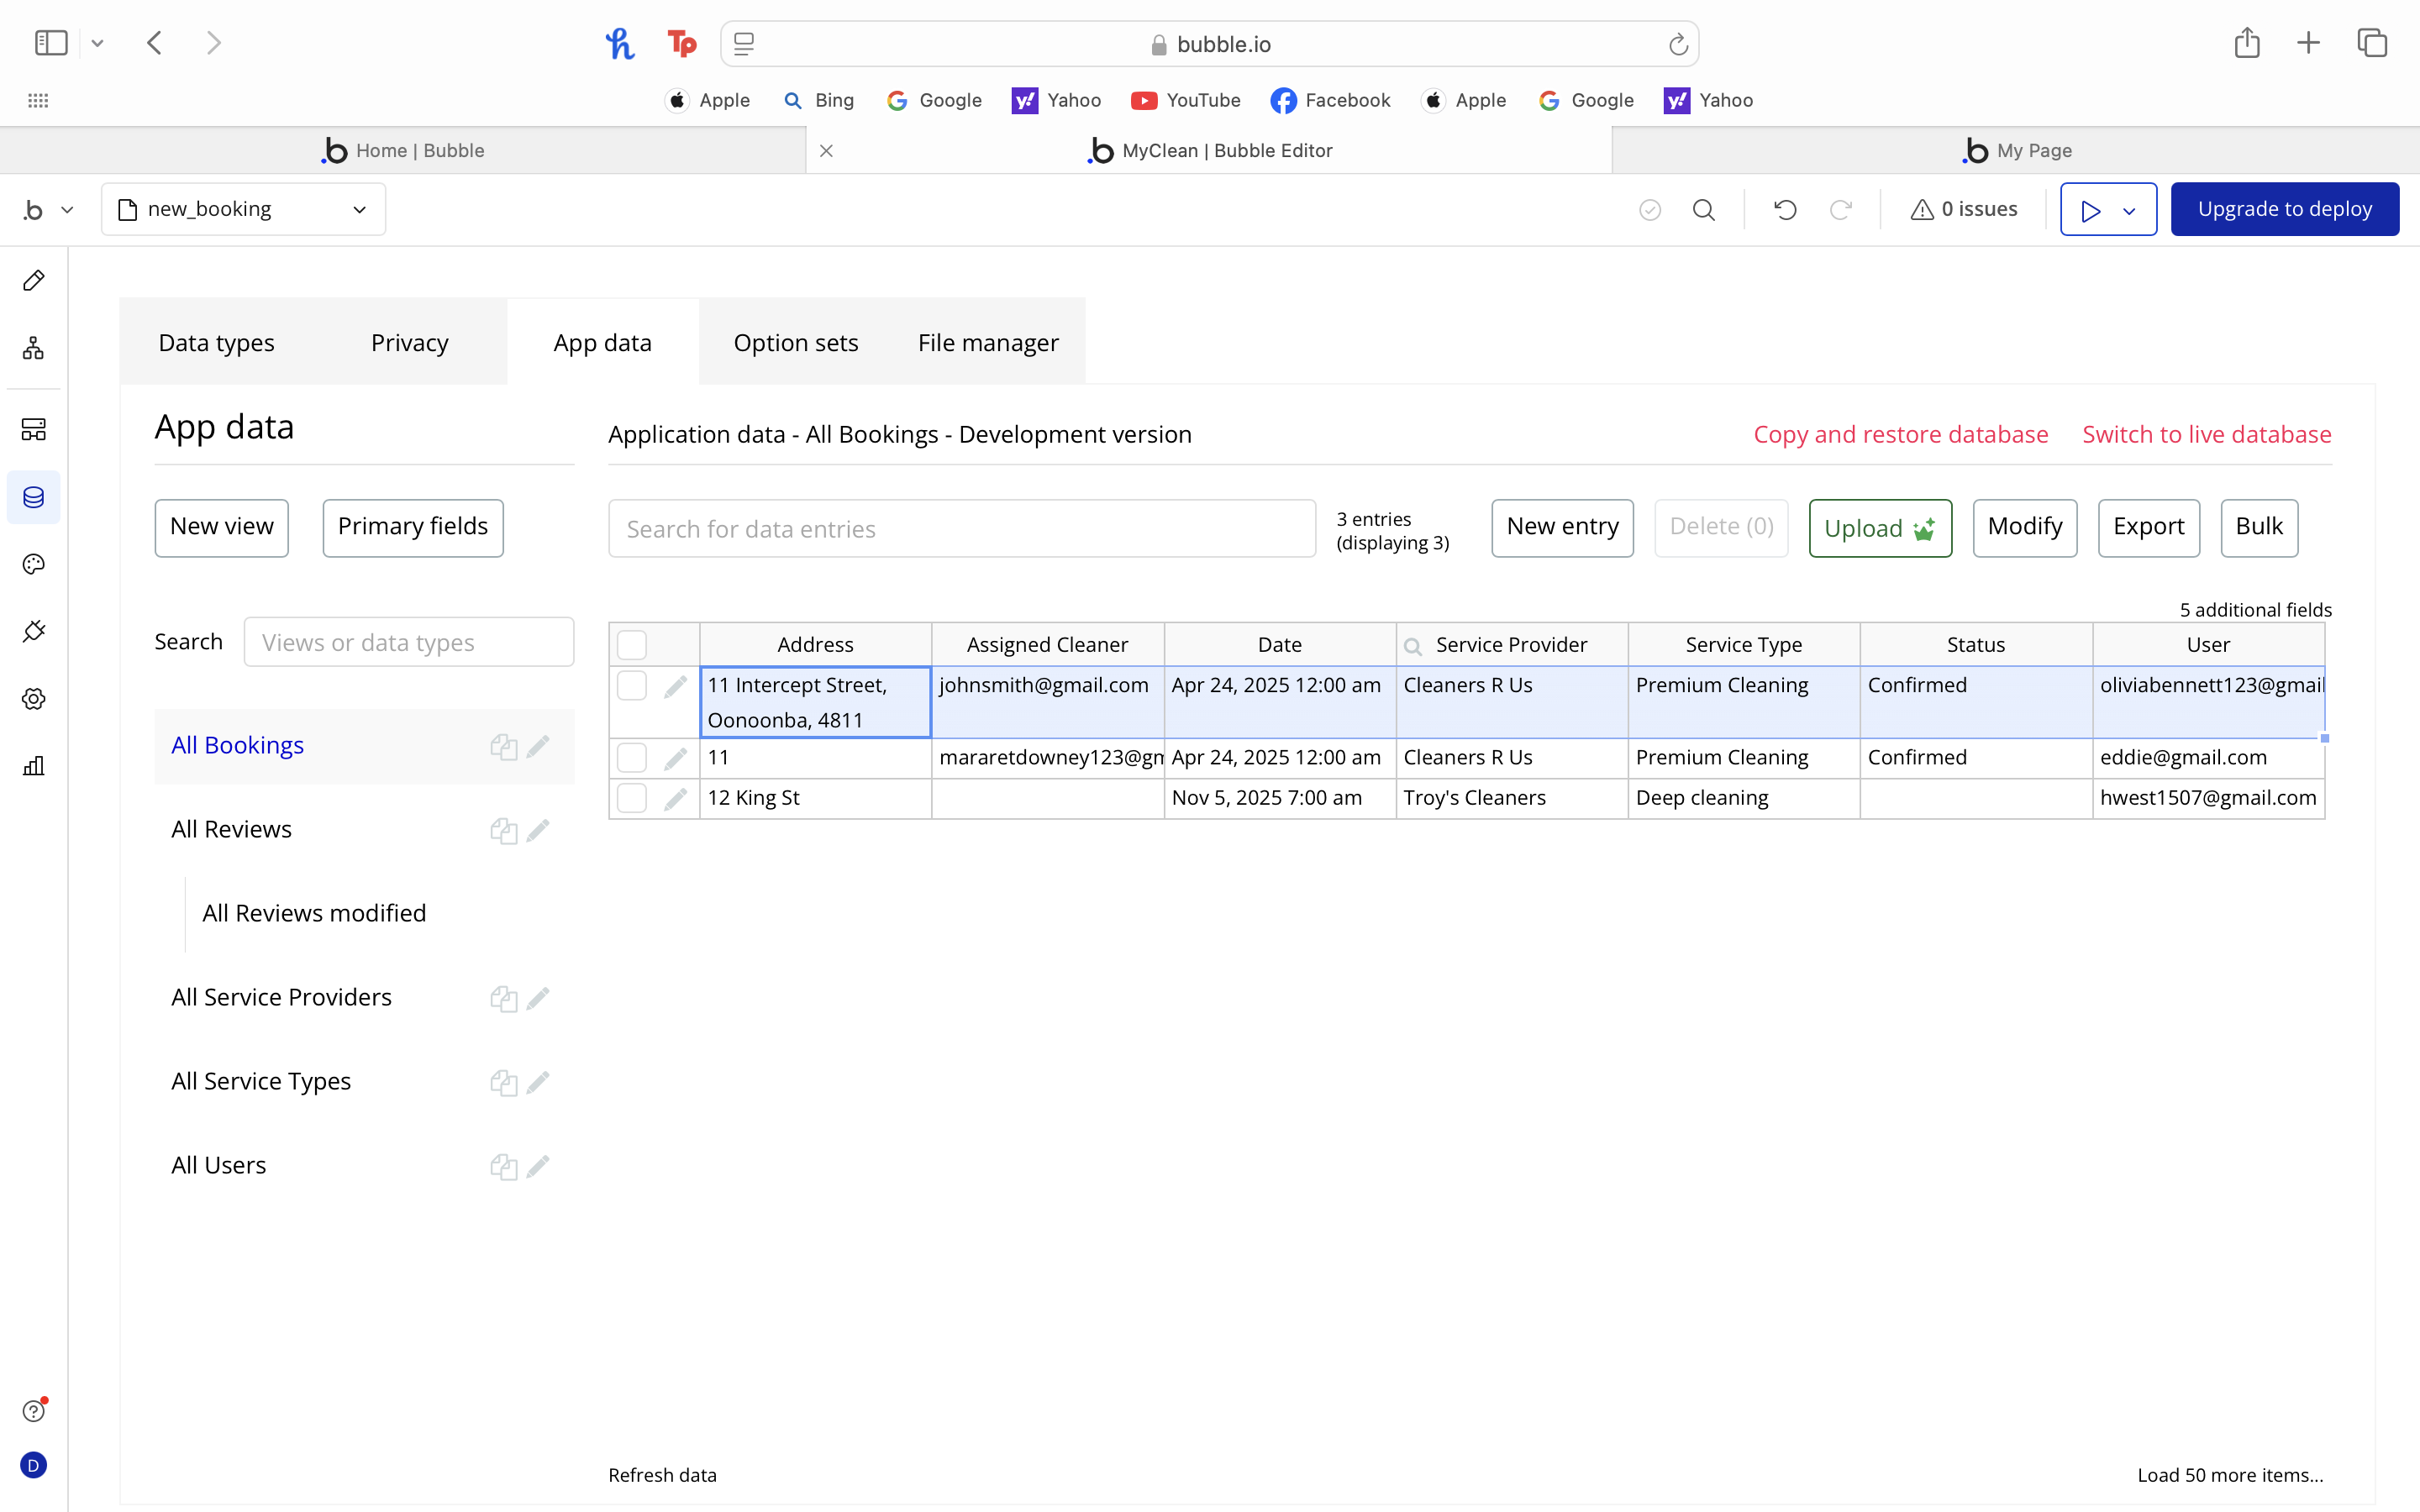 bubble.io
Apple Bing Google Yahoo YouTube Facebook Apple Google Yahoo
Home | Bubble
MyClean | Bubble Editor
My Page
new_booking
0 issues
Upgrade to deploy
Data types Privacy App data Option sets File manager
App data
Application data - All Bookings - Development version
Copy and restore database
Switch to live database
New view
Primary fields
Search for data entries
3 entries
(displaying 3)
New entry
Delete (0)
Upload
Modify
Export
Bulk
5 additional fields
Search
Views or data types
Address Assigned Cleaner Date Service Provider Service Type Status User
11 Intercept Street,
Oonoonba, 4811
johnsmith@gmail.com Apr 24, 2025 12:00 am Cleaners R Us Premium Cleaning Confirmed oliviabennett123@gmail
11 mararetdowney123@gm Apr 24, 2025 12:00 am Cleaners R Us Premium Cleaning Confirmed eddie@gmail.com
12 King St Nov 5, 2025 7:00 am Troy's Cleaners Deep cleaning hwest1507@gmail.com
All Bookings
All Reviews
All Reviews modified
All Service Providers
All Service Types
All Users
D
Refresh data
Load 50 more items...